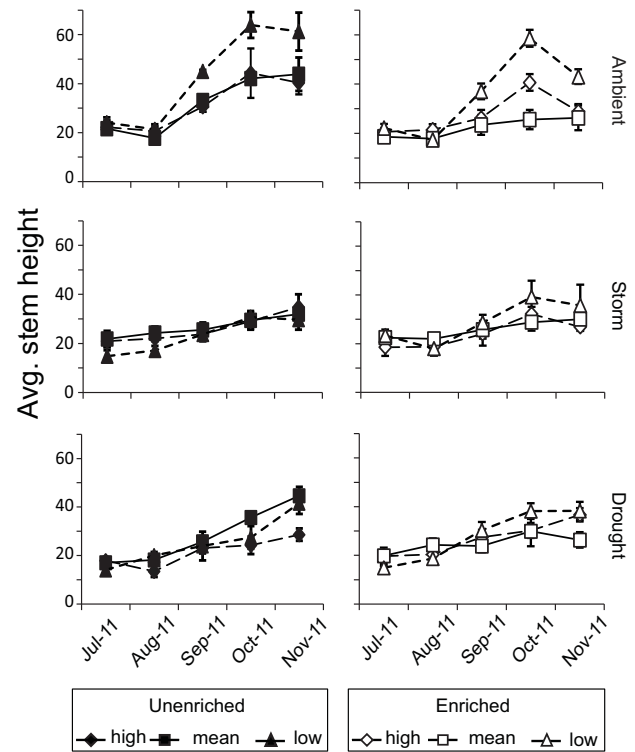 Avg. stem height
60
40
20
0
Ambient
60
40
20
0
Storm
60
40
20
0
Drought
Jul-11 Aug-11 Sep-11 Oct-11 Nov-11
Jul-11 Aug-11 Sep-11 Oct-11 Nov-11
Unenriched
high mean low
Enriched
high mean low